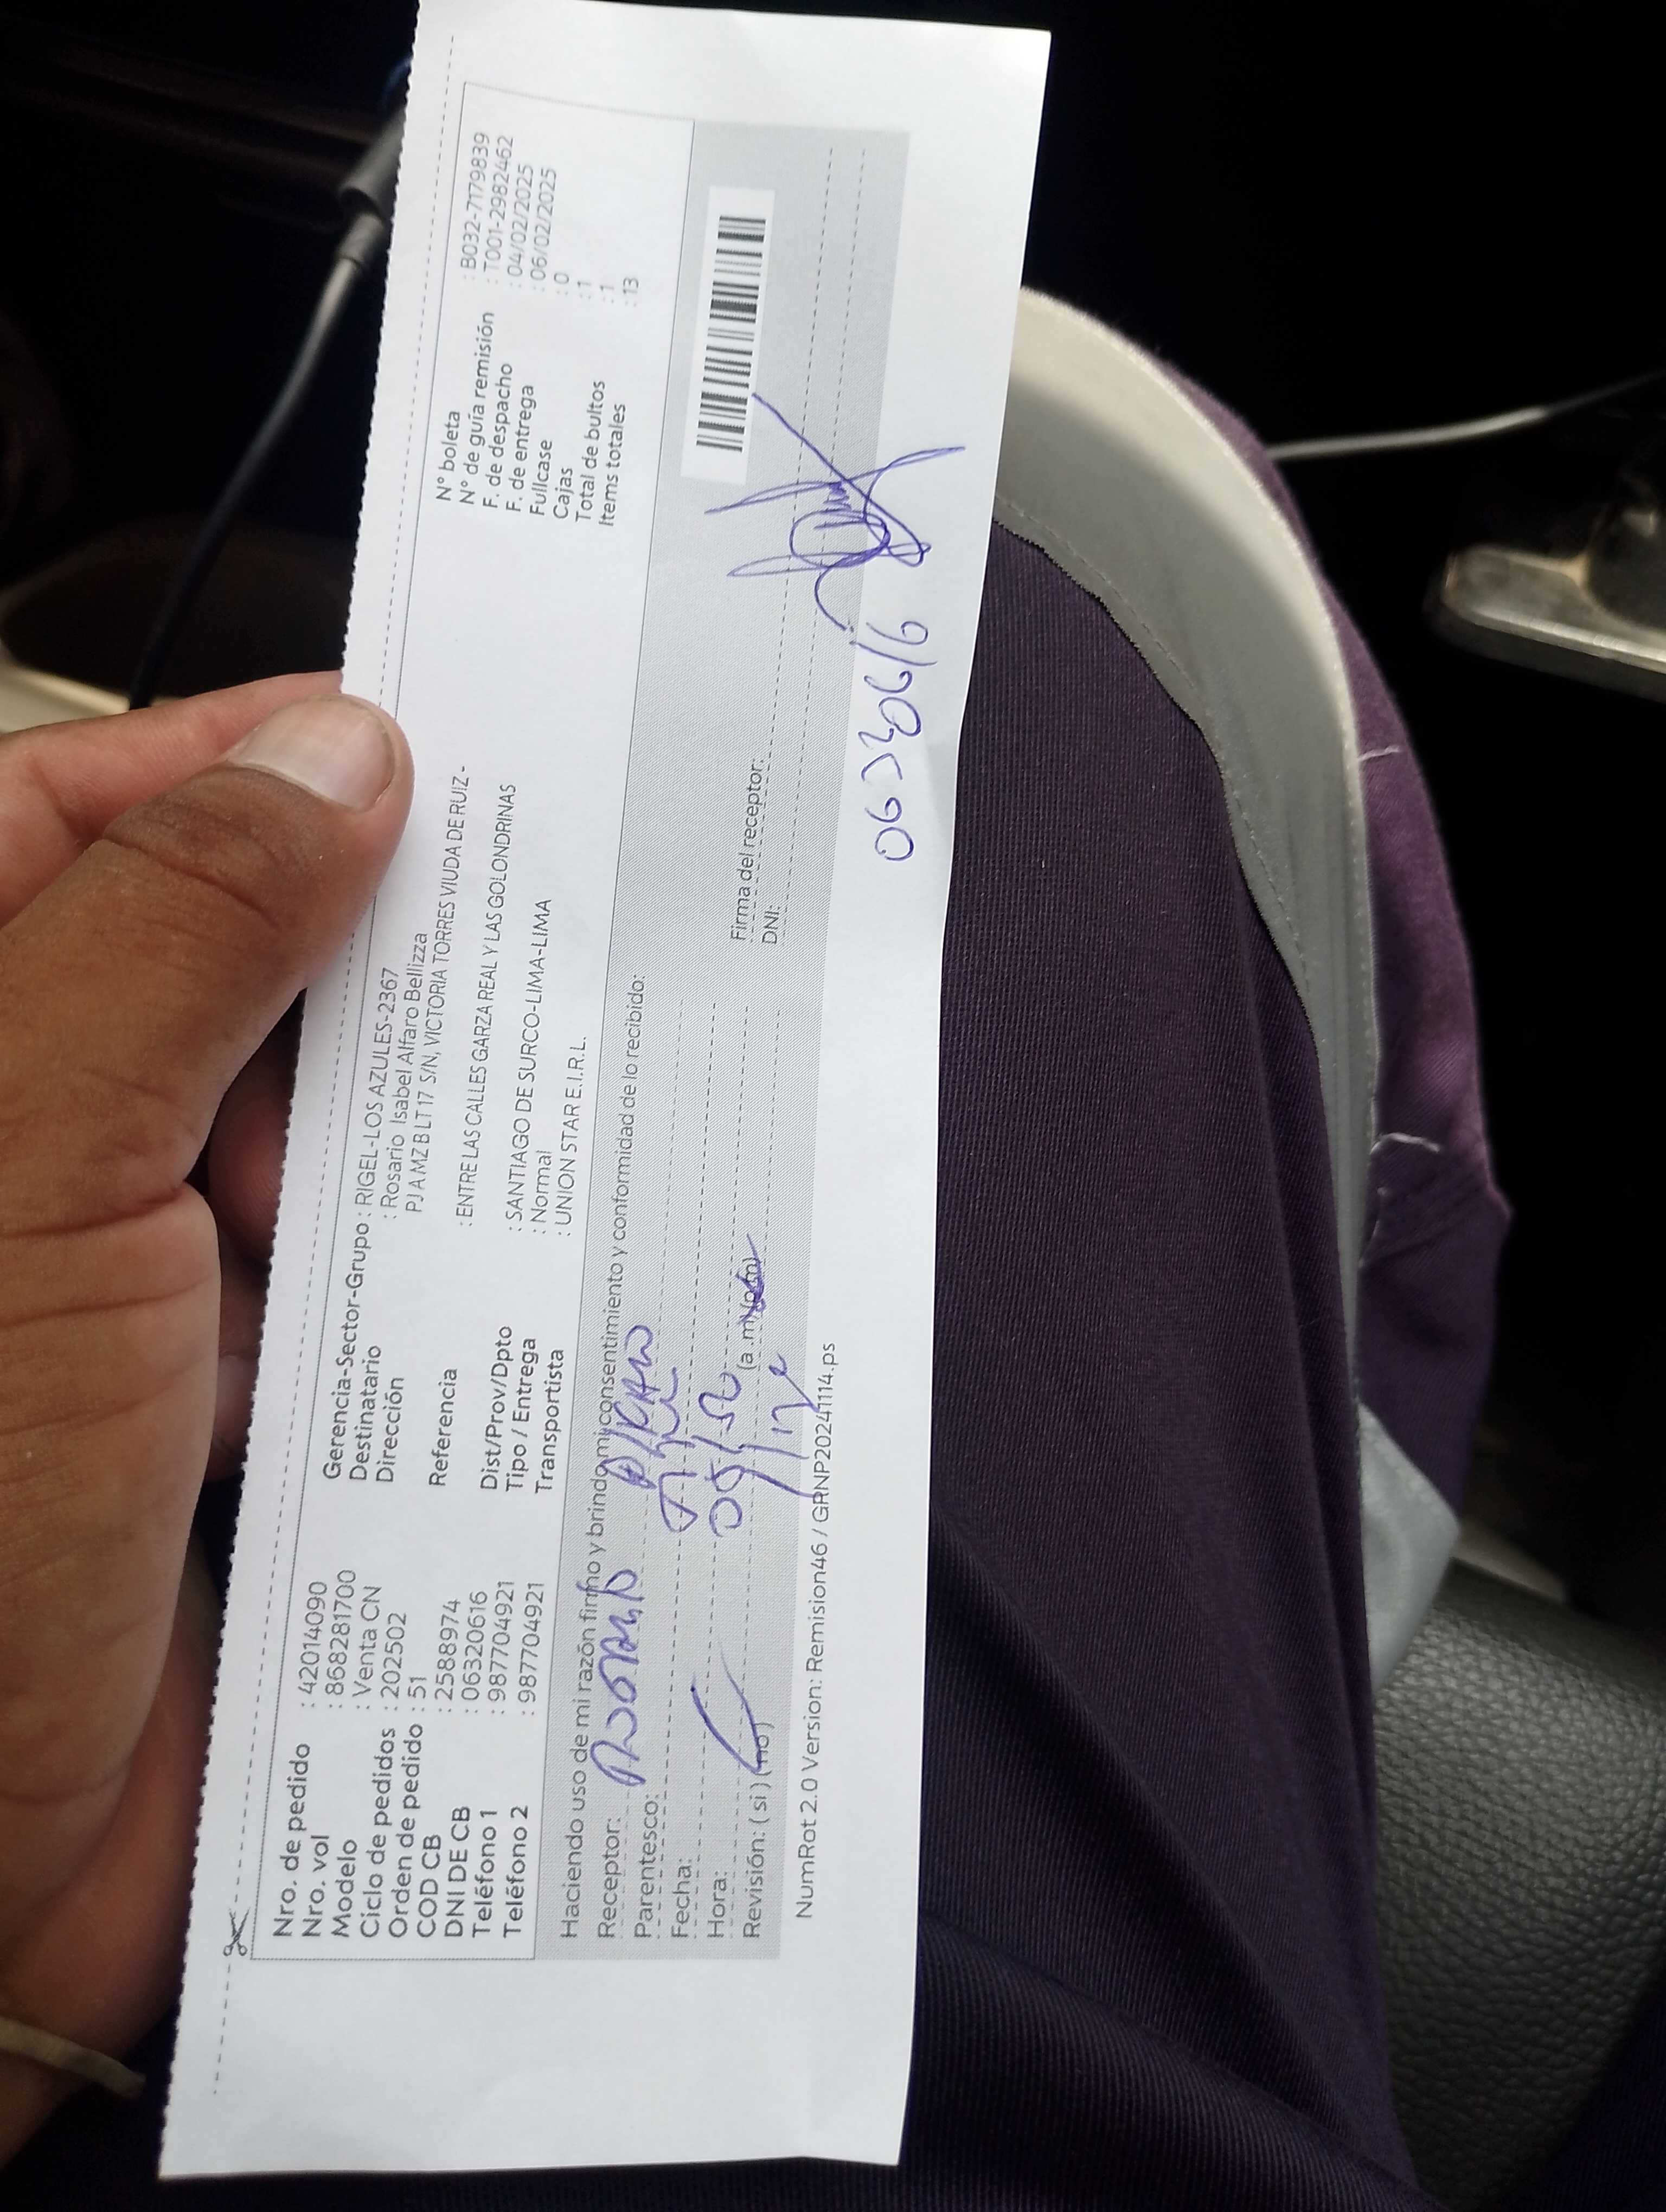 Nro. de pedido : 42014090
Nro. vol : 868281700
Modelo : Venta CN
Ciclo de pedidos : 202502
Orden de pedido : 51
COD CB : 2588974
DNI DE CB : 06320616
Teléfono 1 : 987704921
Teléfono 2 : 987704921
Gerencia-Sector-Grupo : RIGEL-LOS AZULES-2367
Destinatario : Rosario Isabel Alfaro Bellizza
Dirección PJ A MZ B LT 17 S/N, VICTORIA TORRES VIUDA DE RUIZ -
Referencia : ENTRE LAS CALLES GARZA REAL Y LAS GOLONDRINAS
Dist/Prov/Dpto : SANTIAGO DE SURCO-LIMA-LIMA
Tipo / Entrega : Normal
Transportista : UNION STAR E.I.R.L.
N° boleta : B032-7179839
N° de guía remisión : T001-2982462
F. de despacho : 04/02/2025
F. de entrega : 06/02/2025
Fullcase : 0
Cajas : 1
Total de bultos : 1
Items totales : 13
Haciendo uso de mi razón firmo y brindo mi consentimiento y conformidad de lo recibido:
Receptor:
Parentesco:
Fecha:
Hora: (a.m) (p.m)
Revisión: ( si ) ( no )
Firma del receptor:
DNI:
06320616
NumRot 2.0 Version: Remision46 / GRNP20241114.ps